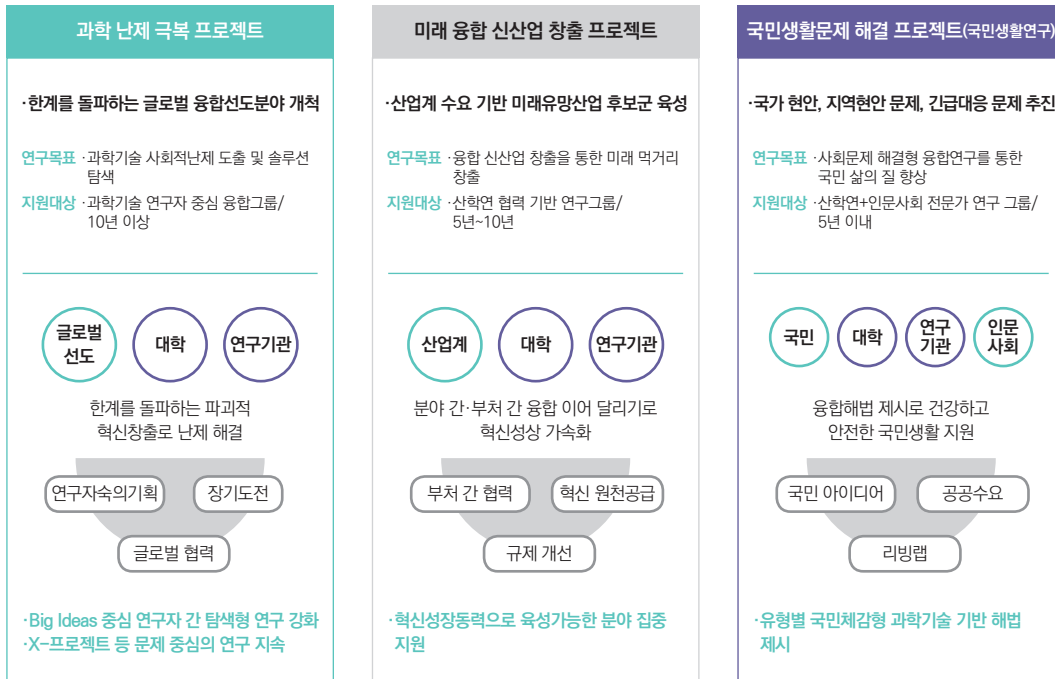 과학 난제 극복 프로젝트
·한계를 돌파하는 글로벌 융합선도분야 개척
연구목표 ·과학기술 사회적난제 도출 및 솔루션
탐색
지원대상 ·과학기술 연구자 중심 융합그룹/
10년 이상
글로벌
선도
대학
연구기관
한계를 돌파하는 파괴적
혁신창출로 난제 해결
연구자숙의기획
장기도전
글로벌 협력
·Big Ideas 중심 연구자 간 탐색형 연구 강화
·X-프로젝트 등 문제 중심의 연구 지속
미래 융합 신산업 창출 프로젝트
·산업계 수요 기반 미래유망산업 후보군 육성
연구목표 ·융합 신산업 창출을 통한 미래 먹거리
창출
지원대상 ·산학연 협력 기반 연구그룹/
5년~10년
산업계
대학
연구기관
분야 간·부처 간 융합 이어 달리기로
혁신성상 가속화
부처 간 협력
혁신 원천공급
규제 개선
·혁신성장동력으로 육성가능한 분야 집중
지원
국민생활문제 해결 프로젝트(국민생활연구)
·국가 현안, 지역현안 문제, 긴급대응 문제 추진
연구목표 ·사회문제 해결형 융합연구를 통한
국민 삶의 질 향상
지원대상 ·산학연+인문사회 전문가 연구 그룹/
5년 이내
국민
대학
연구
기관
인문
사회
융합해법 제시로 건강하고
안전한 국민생활 지원
국민 아이디어
공공수요
리빙랩
·유형별 국민체감형 과학기술 기반 해법
제시